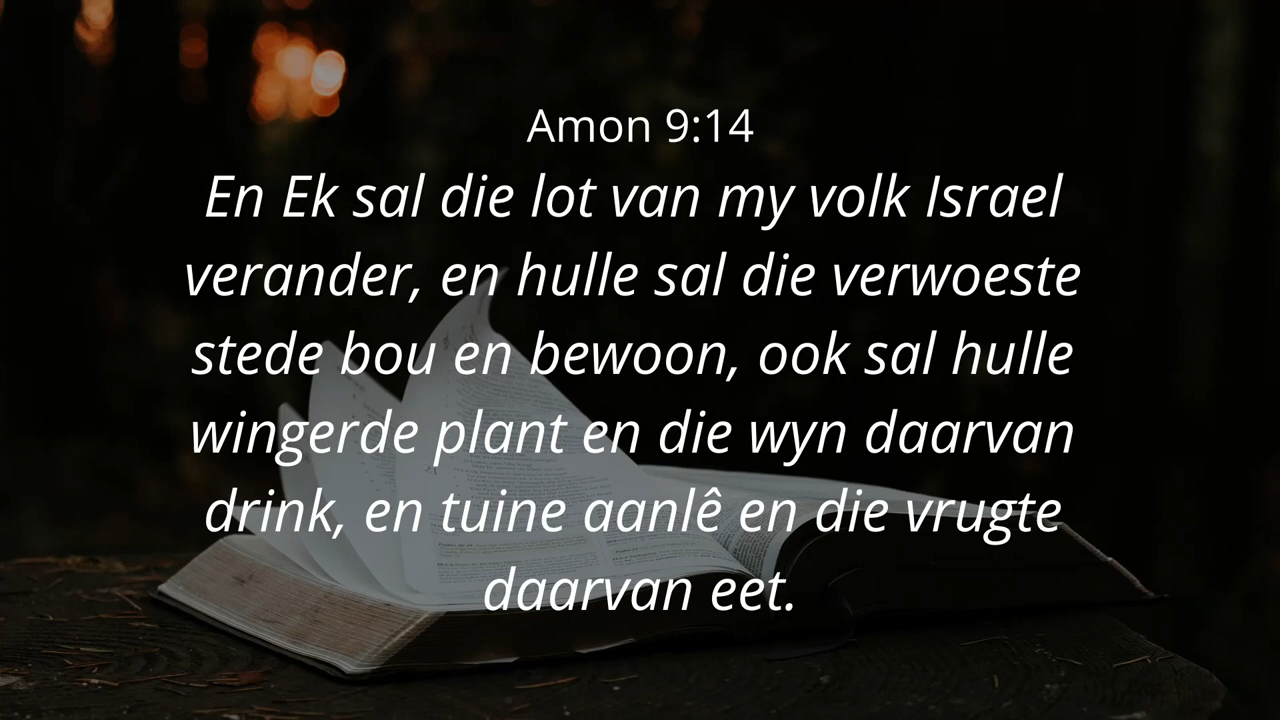 Amon 9:14
En Ek sal die lot van my volk Israel
verander, en hulle sal die verwoeste
stede bou en bewoon, ook sal hulle
wingerde plant en die wyn daarvan
drink, en tuine aanlê en die vrugte
daarvan eet.